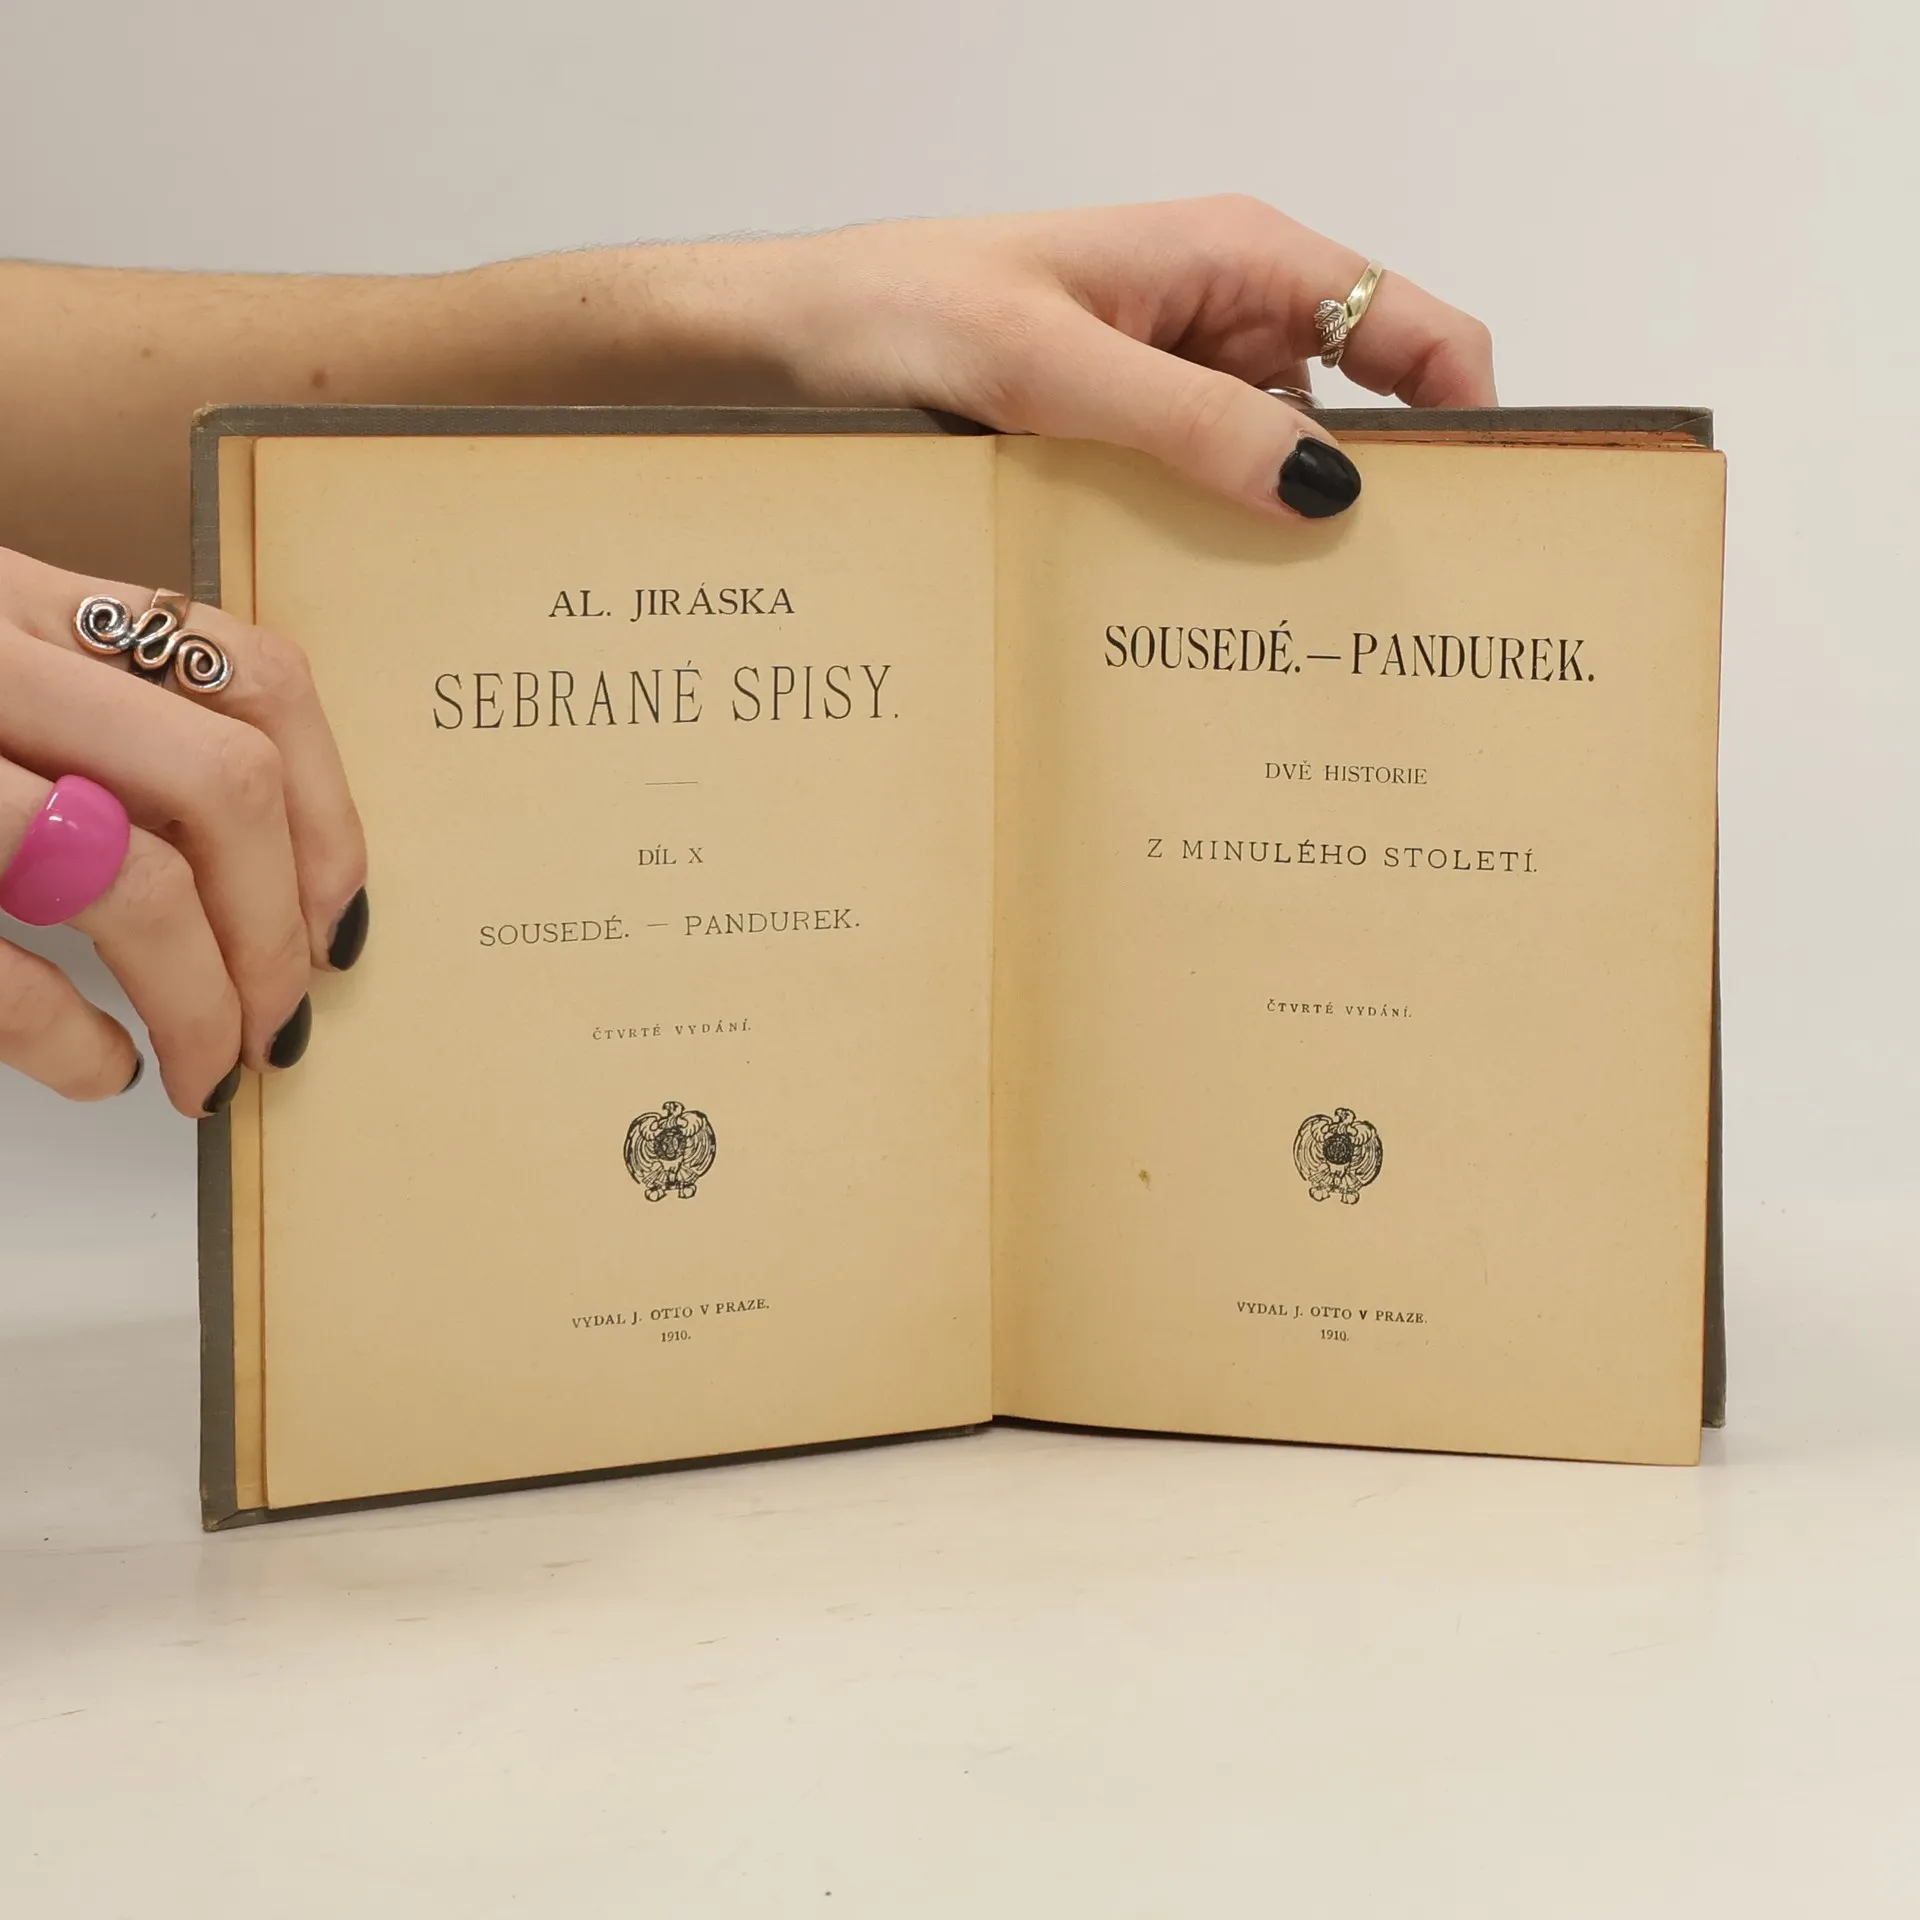 AL. JIRÁSKA
SEBRANÉ SPISY.
DÍL X
SOUSEDÉ. — PANDUREK.
ČTVRTÉ VYDÁNÍ.
VYDAL J. OTTO V PRAZE.
1910.
SOUSEDÉ.—PANDUREK.
DVĚ HISTORIE
Z MINULÉHO STOLETÍ.
ČTVRTÉ VYDÁNÍ.
VYDAL J. OTTO V PRAZE.
1910.